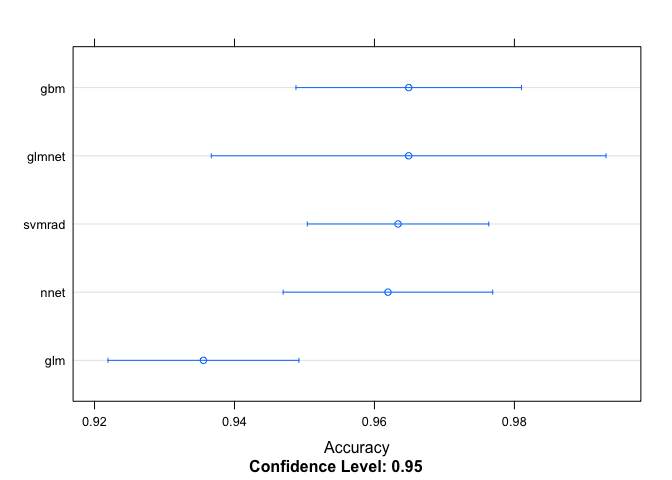 gbm
glmnet
svmrad
nnet
glm
0.92 0.94 0.96 0.98
Accuracy
Confidence Level: 0.95